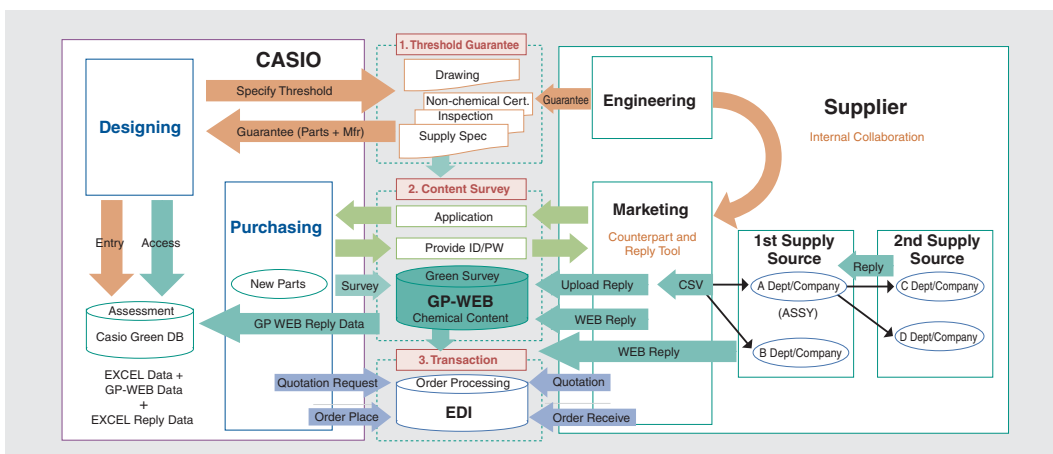 CASIO
1. Threshold Guarantee
Supplier
Internal Collaboration
Designing
Specify Threshold
Guarantee (Parts + Mfr)
Drawing
Non-chemical Cert.
Inspection
Supply Spec
Guarantee
Engineering
2. Content Survey
Purchasing
Application
Provide ID/PW
Marketing
Counterpart and
Reply Tool
Entry
Access
New Parts
Survey
Green Survey
GP-WEB
Chemical Content
Upload Reply
CSV
WEB Reply
WEB Reply
1st Supply
Source
A Dept/Company
(ASSY)
B Dept/Company
Reply
2nd Supply
Source
C Dept/Company
D Dept/Company
Assessment
Casio Green DB
GP WEB Reply Data
EXCEL Data +
GP-WEB Data
+
EXCEL Reply Data
3. Transaction
Quotation Request
Order Processing
EDI
Quotation
Order Place
Order Receive